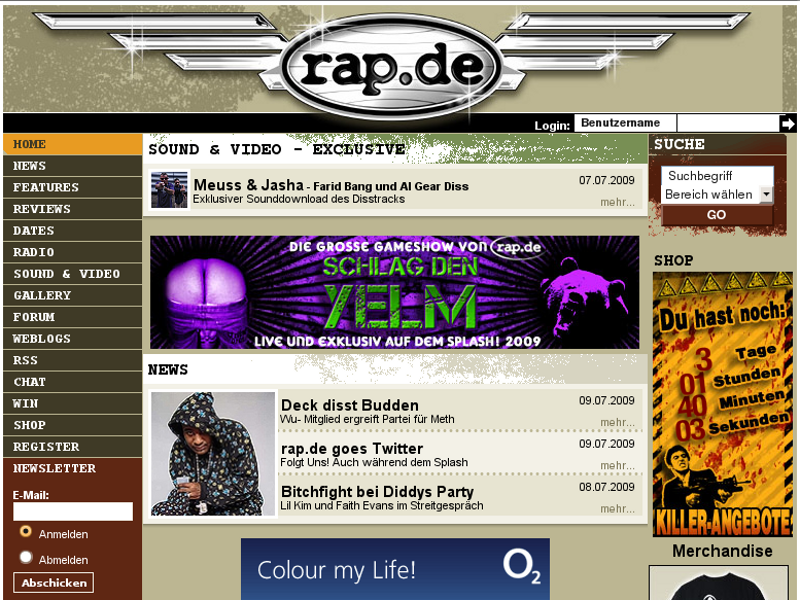 rap.de
Login: Benutzername
HOME
NEWS
FEATURES
REVIEWS
DATES
RADIO
SOUND & VIDEO
GALLERY
FORUM
WEBLOGS
RSS
CHAT
WIN
SHOP
REGISTER
NEWSLETTER
E-Mail:
Anmelden
Abmelden
Abschicken
SOUND & VIDEO - EXCLUSIVE
Meuss & Jasha - Farid Bang und Al Gear Diss
07.07.2009
Exklusiver Sounddownload des Disstracks
mehr...
DIE GROSSE GAMESHOW VON rap.de
SCHLAG DEN
YELM
LIVE UND EXKLUSIV AUF DEM SPLASH! 2009
NEWS
Deck disst Budden
09.07.2009
Wu- Mitglied ergreift Partei für Meth
mehr...
rap.de goes Twitter
09.07.2009
Folgt Uns! Auch während dem Splash
mehr...
Bitchfight bei Diddys Party
08.07.2009
Lil Kim und Faith Evans im Streitgespräch
mehr...
Colour my Life!
O2
SUCHE
Suchbegriff
Bereich wählen
GO
SHOP
Du hast noch:
3 Tage
01 Stunden
40 Minuten
03 Sekunden
KILLER-ANGEBOTE
Merchandise